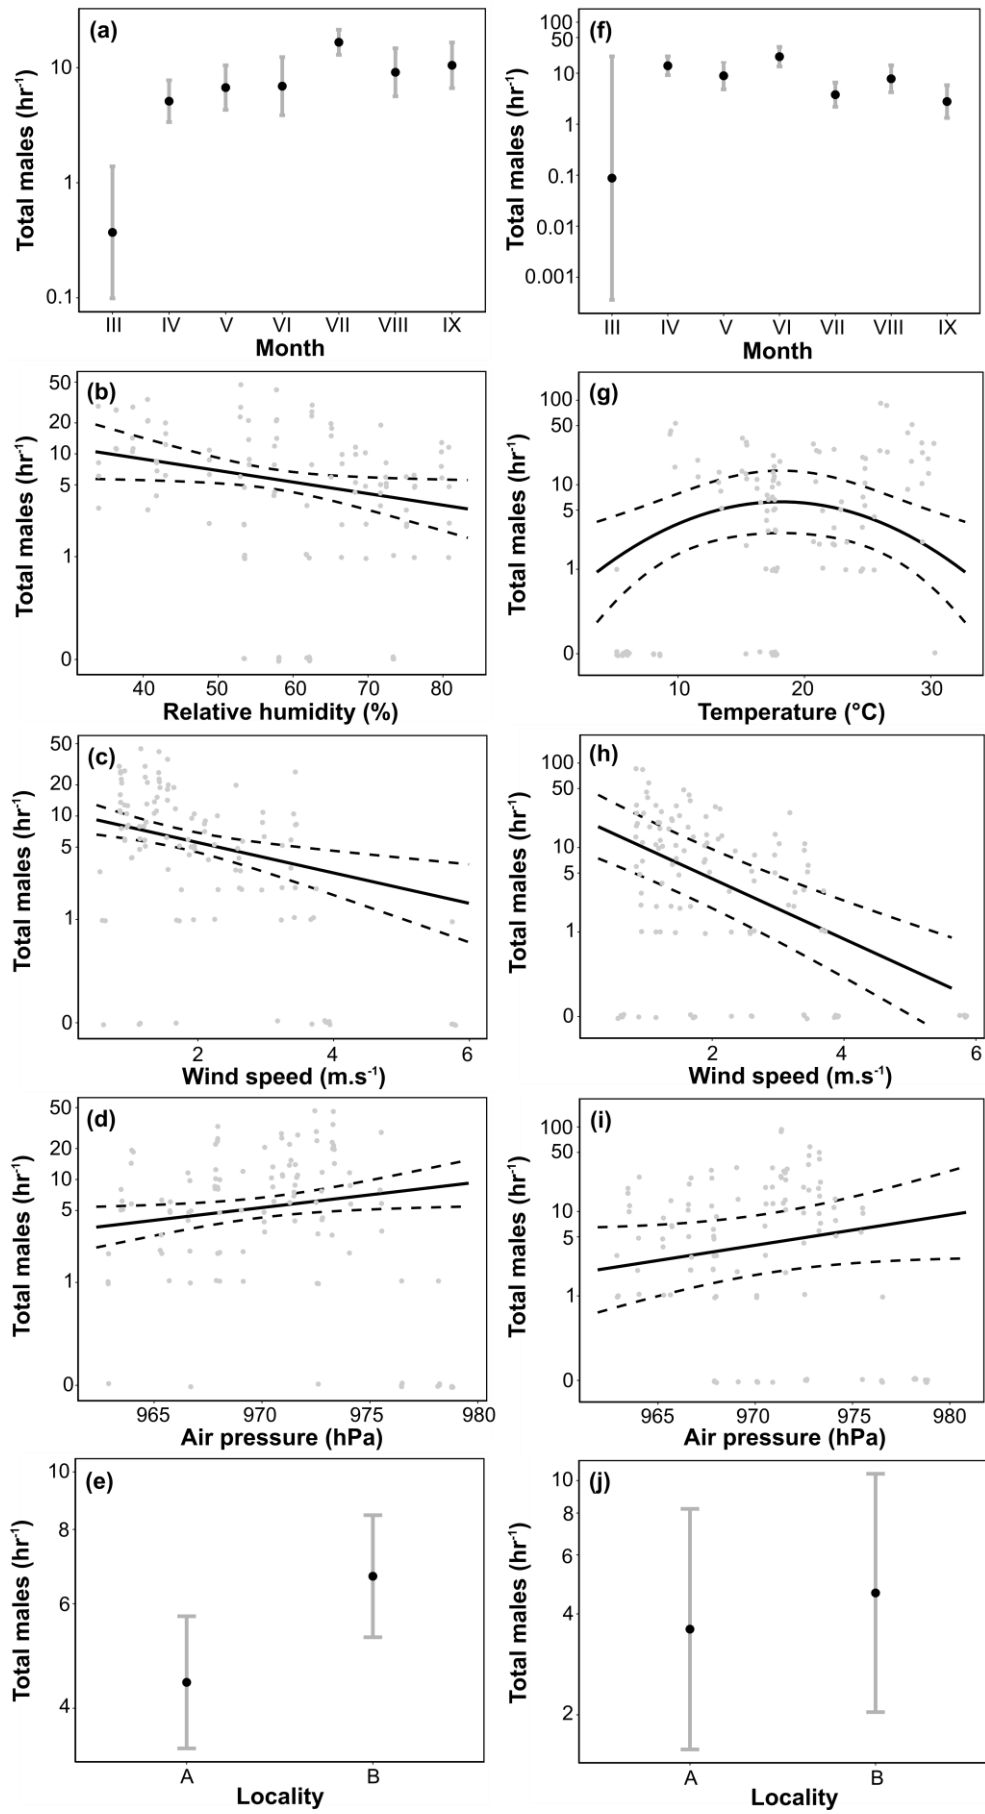 (a)
Total males (hr⁻¹)
10
1
0.1
III IV V VI VII VIII IX
Month
(f)
Total males (hr⁻¹)
100
50
10
1
0.1
0.01
0.001
III IV V VI VII VIII IX
Month
(b)
Total males (hr⁻¹)
50
20
10
5
1
0
40 50 60 70 80
Relative humidity (%)
(g)
Total males (hr⁻¹)
100
50
10
5
1
0
10 20 30
Temperature (°C)
(c)
Total males (hr⁻¹)
50
20
10
5
1
0
2 4 6
Wind speed (m.s⁻¹)
(h)
Total males (hr⁻¹)
100
50
10
5
1
0
2 4 6
Wind speed (m.s⁻¹)
(d)
Total males (hr⁻¹)
50
20
10
5
1
0
965 970 975 980
Air pressure (hPa)
(i)
Total males (hr⁻¹)
100
50
10
5
1
0
965 970 975 980
Air pressure (hPa)
(e)
Total males (hr⁻¹)
10
8
6
4
A B
Locality
(j)
Total males (hr⁻¹)
10
8
6
4
2
A B
Locality